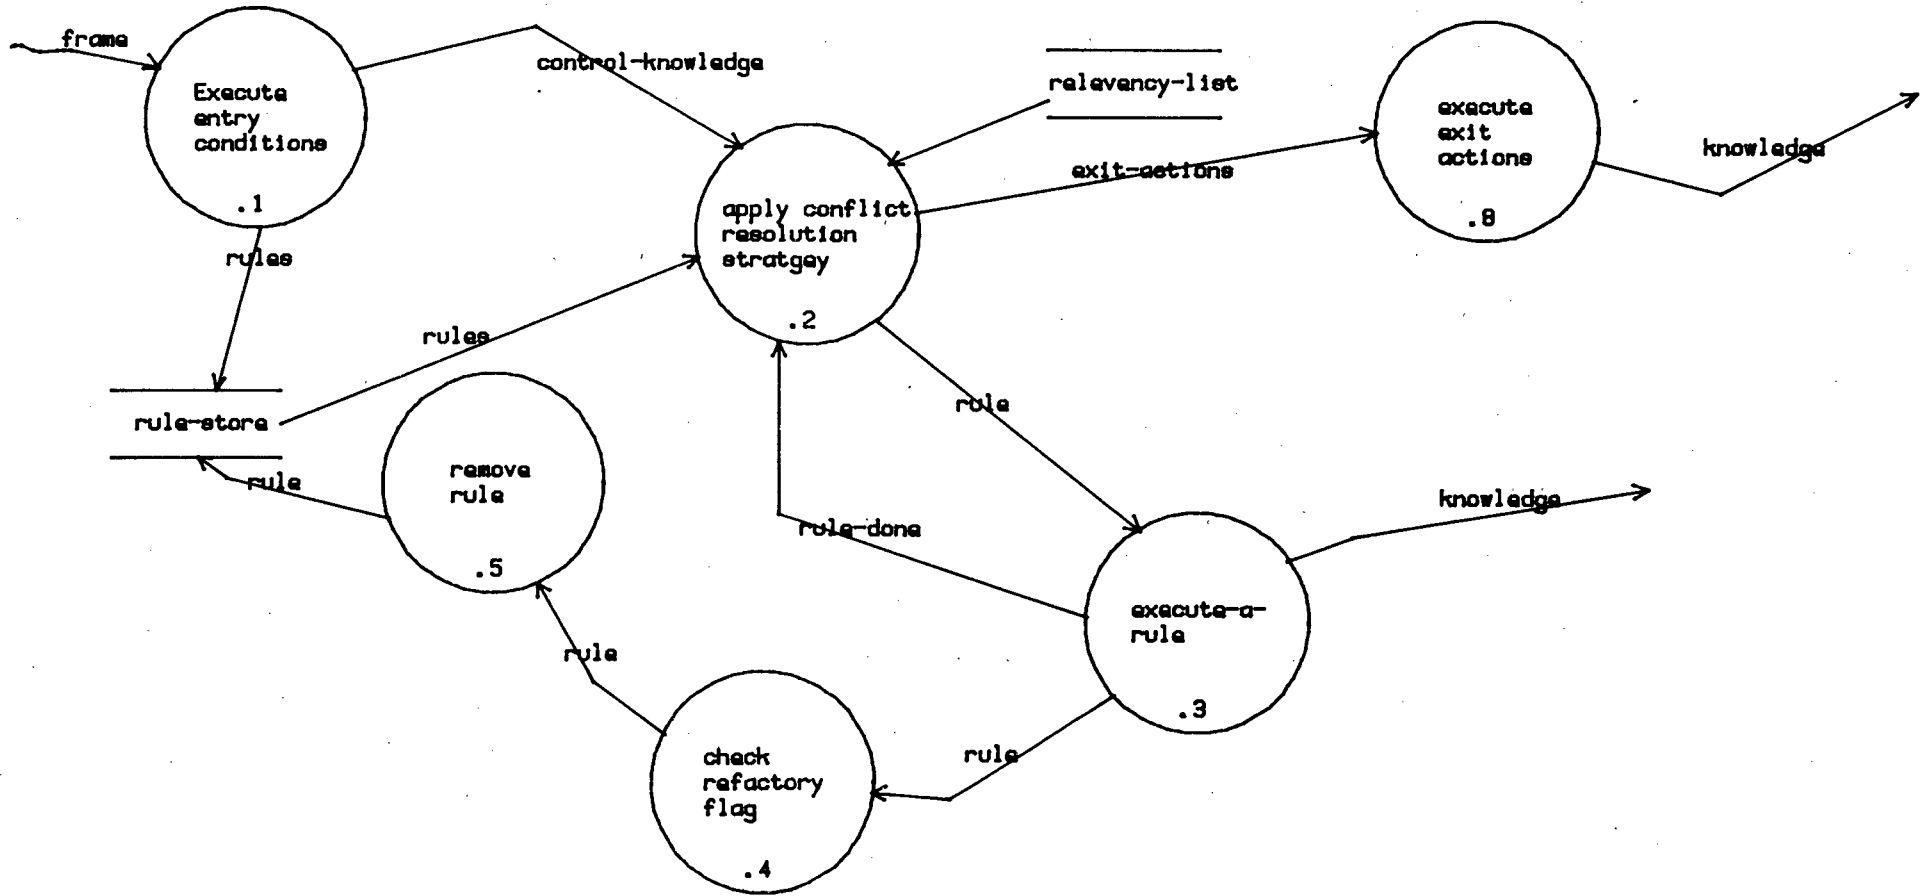 frame
Execute
entry
conditions
.1
control-knowledge
relevency-list
execute
exit
actions
.8
knowledge
exit-actions
apply conflict
resolution
stratgey
.2
rules
rules
rule-store
rule
remove
rule
.5
rule
rule-done
knowledge
execute-a-
rule
.3
rule
rule
check
refactory
flag
.4